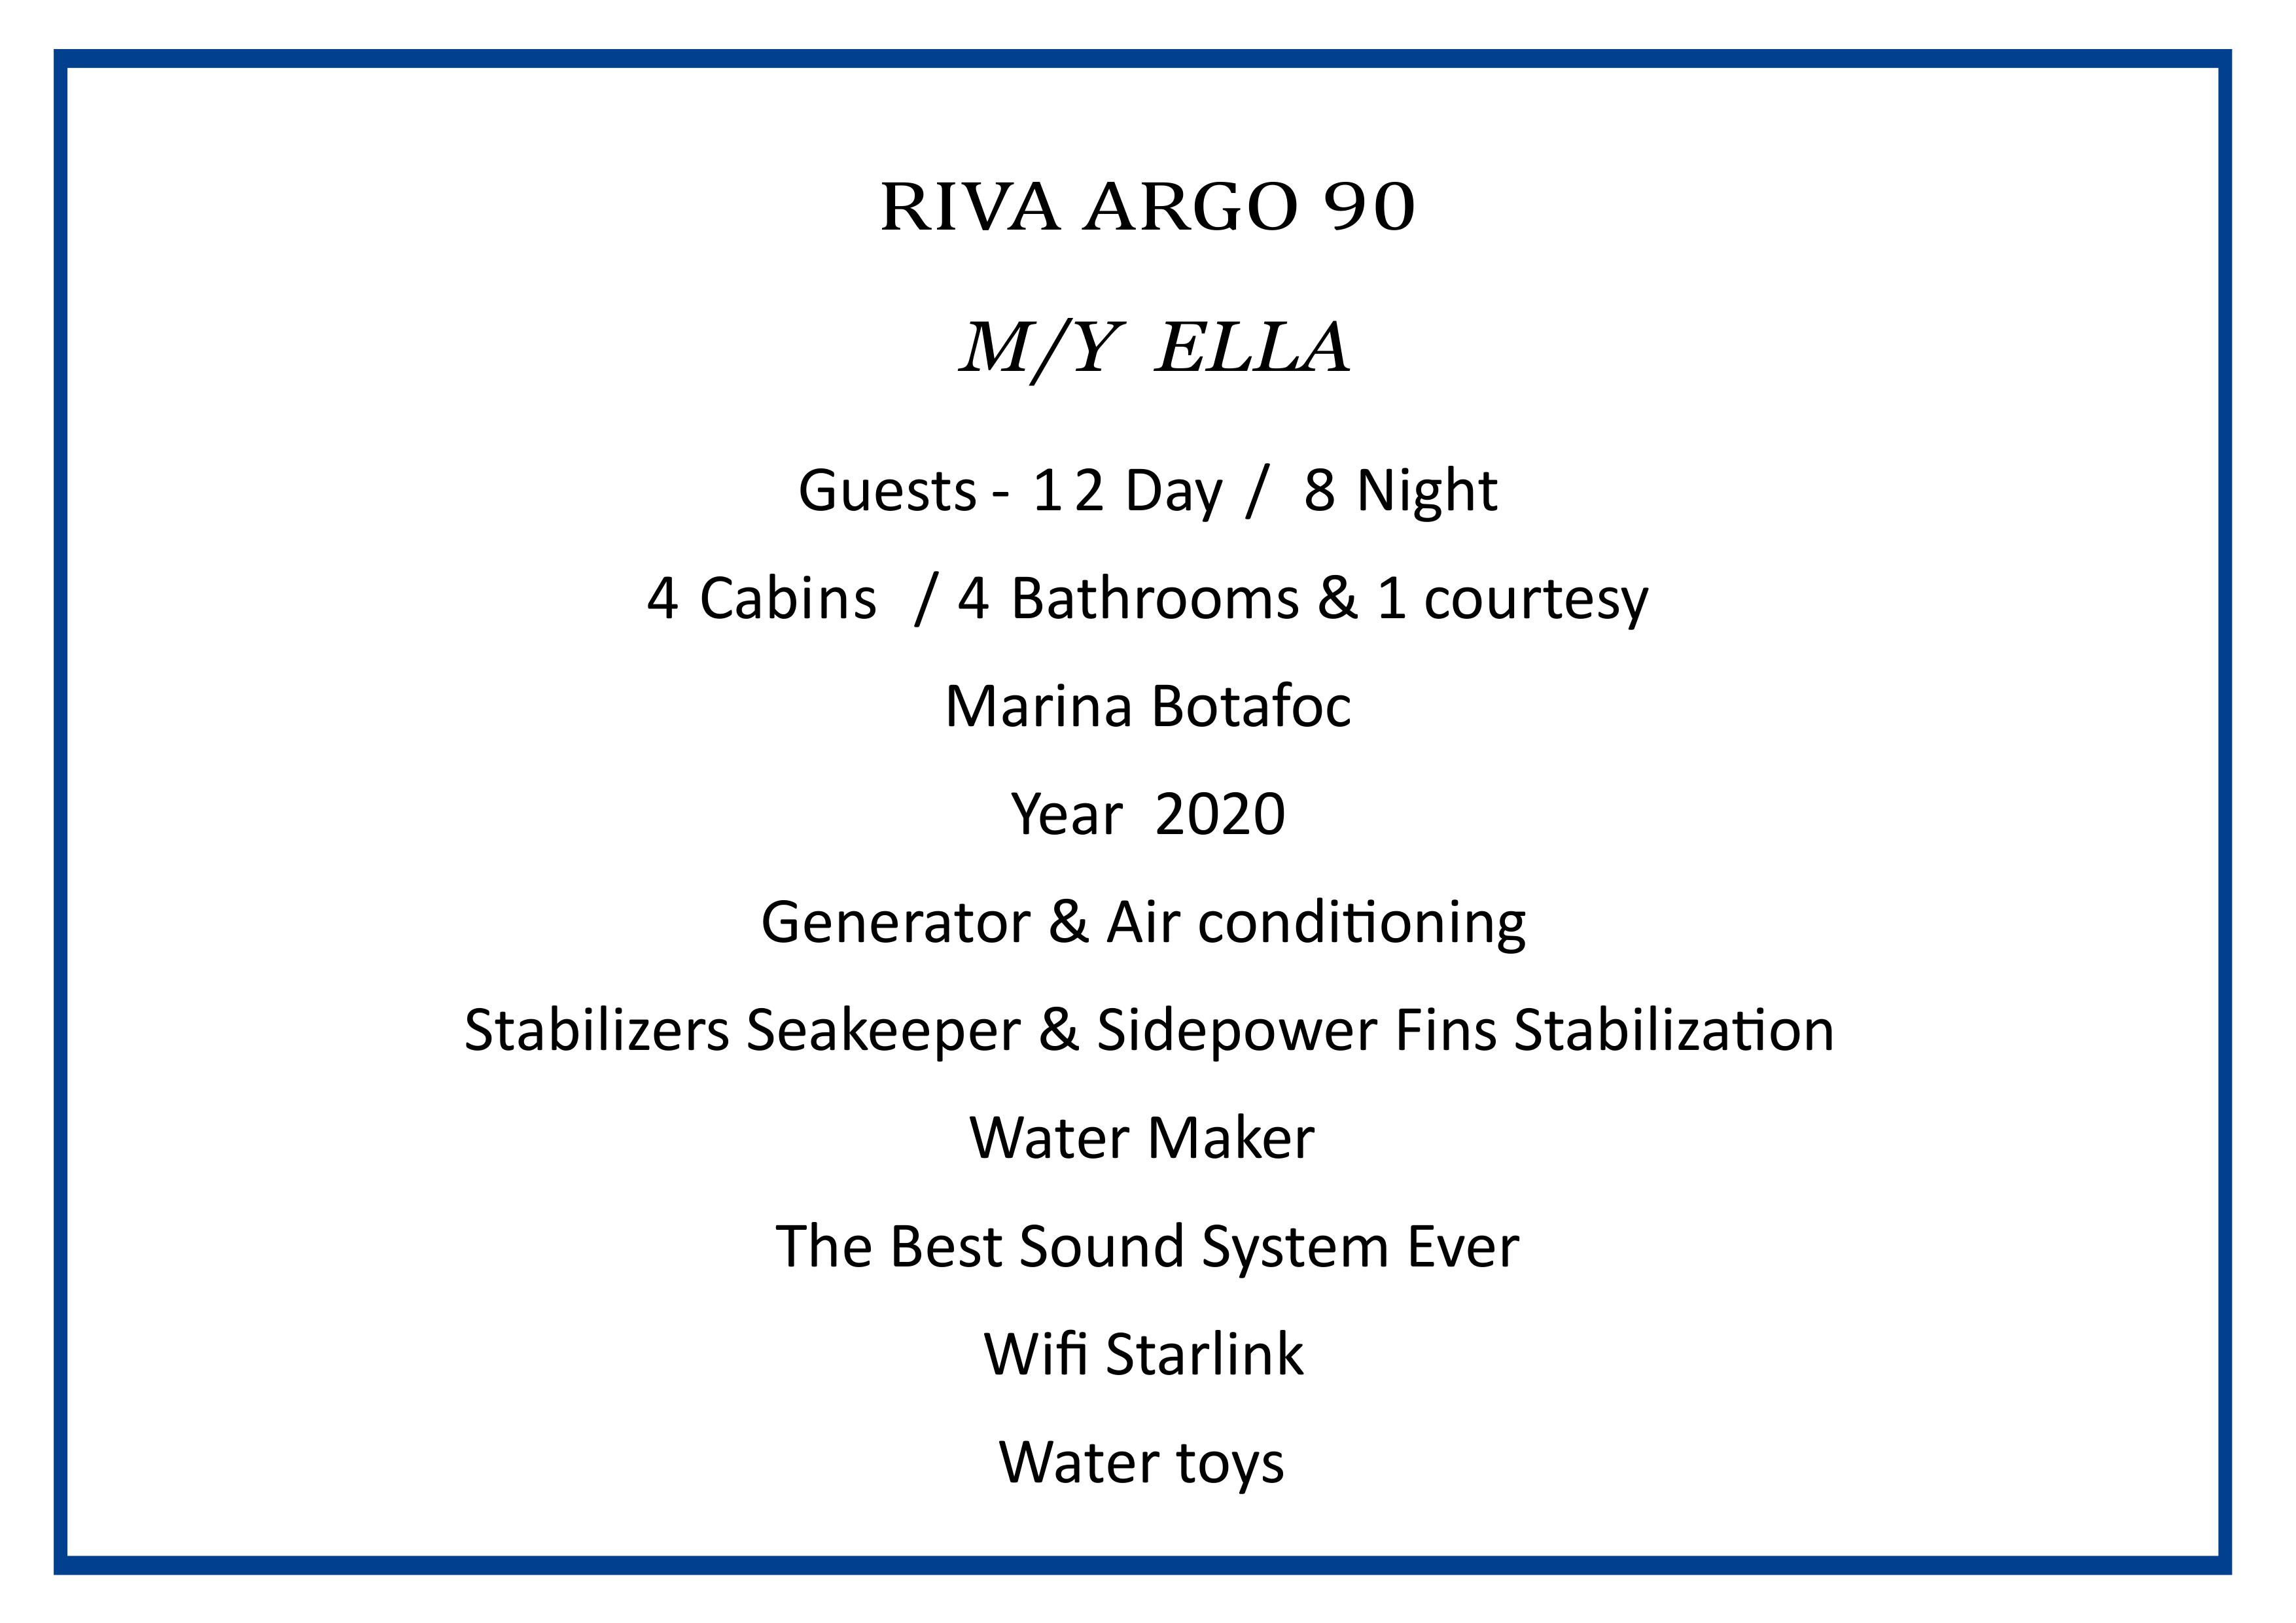 RIVA ARGO 90
M/Y ELLA
Guests - 12 Day / 8 Night
4 Cabins / 4 Bathrooms & 1 courtesy
Marina Botafoc
Year 2020
Generator & Air conditioning
Stabilizers Seakeeper & Sidepower Fins Stabilization
Water Maker
The Best Sound System Ever
Wifi Starlink
Water toys